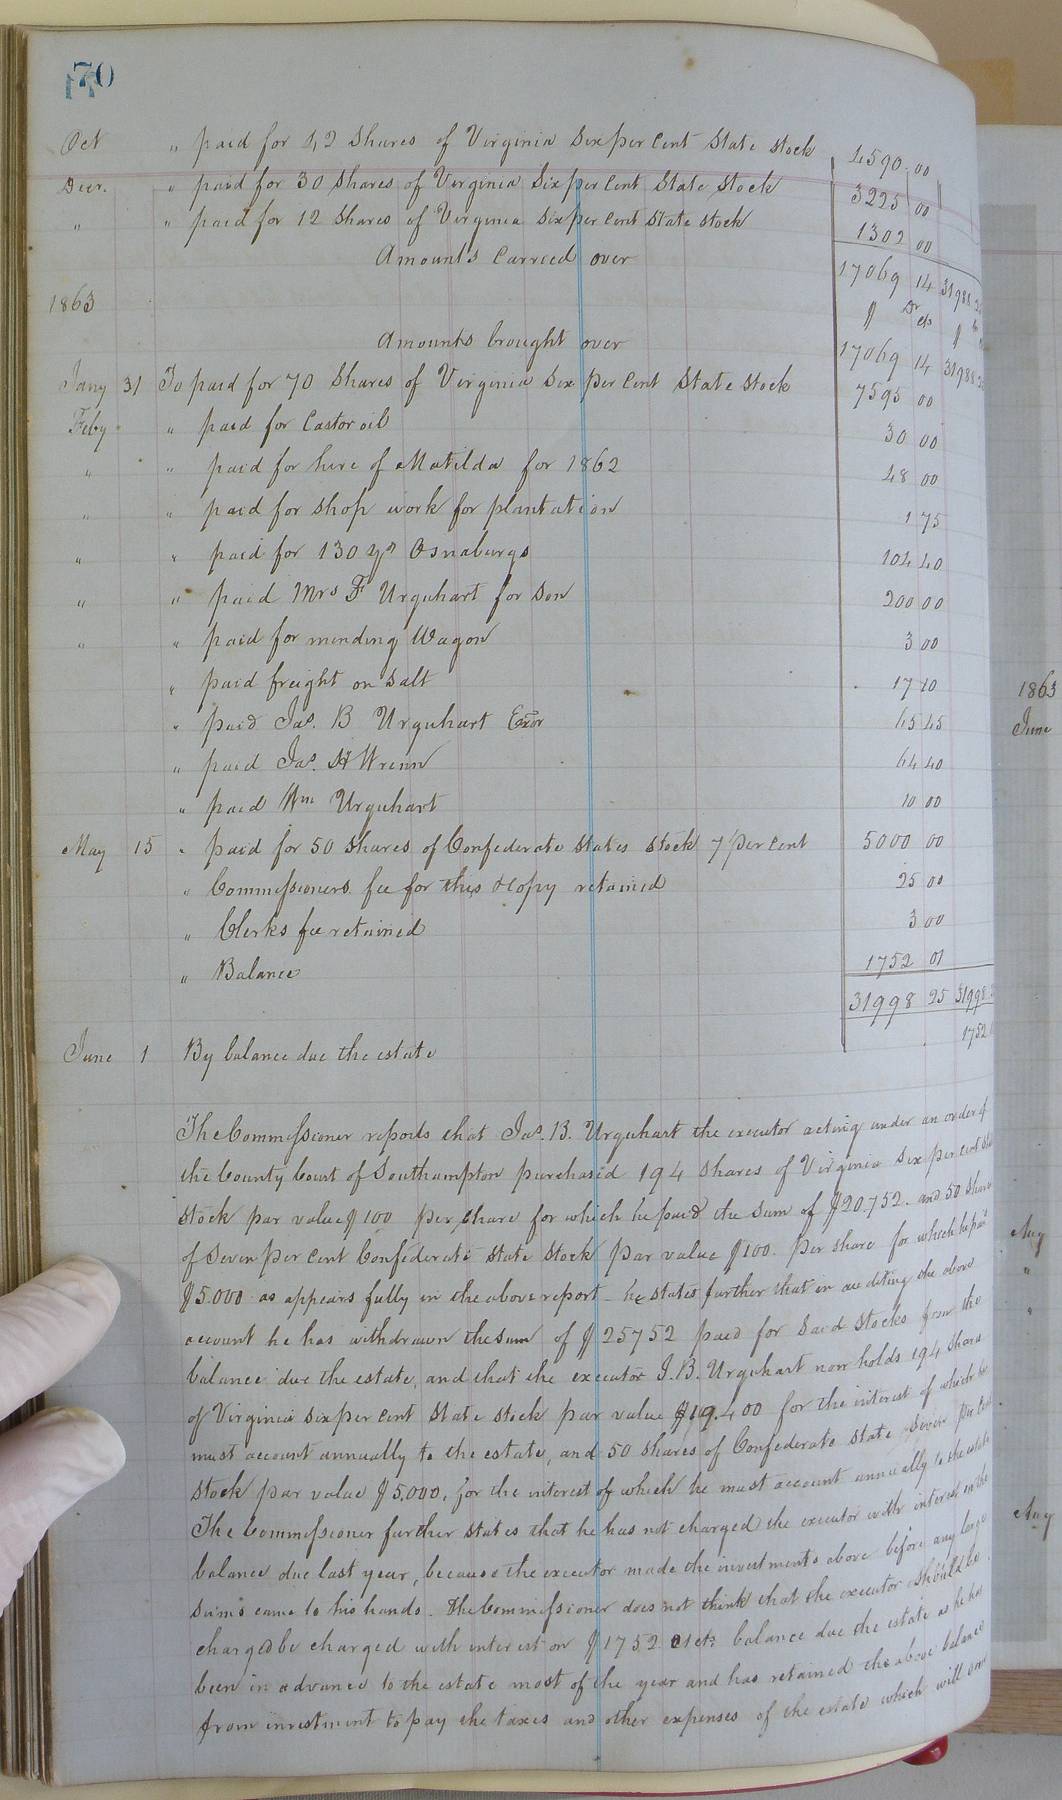 70
Oct " paid for 42 Shares of Virginia Six per cent State stock 4590 00
Decr. " paid for 30 Shares of Virginia Six per cent State Stock 3225 00
" " paid for 12 Shares of Virginia Six per cent State stock 1302 00
Amounts carried over 17069 14 31988
1863 $ Dr cts $
Amounts brought over 17069 14 31988
Jany 31 To paid for 70 Shares of Virginia Six per cent State stock 7595 00
Feby " paid for Castor oil 30 00
" " paid for hire of Matilda for 1862 48 00
" " paid for shop work for plantation 1 75
" " paid for 130 yds Osnaburgs 104 40
" " paid Mrs F Urquhart for Son 200 00
" " paid for mending Wagon 3 00
" paid freight on Salt 17 10
" paid Jas. B Urquhart Exor 65 45
" paid Jas. H Wrenn 64 40
" paid Wm Urquhart 10 00
May 15 " paid for 50 Shares of Confederate States Stock 7 per cent 5000 00
" Commissioners fee for this & copy retained 25 00
" Clerks fee retained 3 00
" Balance 1752 01
31998 25 31998
June 1 By balance due the estate 1752
The Commissioner reports that Jas. B. Urquhart the executor acting under an order of
the County Court of Southampton purchased 194 Shares of Virginia Six per cent
Stock par value $100 per share for which he paid the sum of $20.752. and 50 Shares
of Seven per cent Confederate State Stock par value $100. per share for which he paid
$5.000 as appears fully in the above report - he states further that in auditing the above
account he has withdrawn the sum of $25752 paid for Said Stocks from the
balance due the estate, and that the executor J. B. Urquhart now holds 194 Shares
of Virginia Six per cent State Stock par value $19.400 for the interest of which he
must account annually to the estate, and 50 Shares of Confederate State Seven per cent
Stock par value $5.000, for the interest of which he must account annually to the estate
The Commissioner further states that he has not charged the executor with interest on the
balance due last year, because the executor made the investments above before any large
Sums came to his hands. The Commissioner does not think that the executor should be
charged be charged with interest on $1752 01 cts balance due the estate as he has
been in advance to the estate most of the year and has retained the above balance
from investment to pay the taxes and other expenses of the estate which will
1863
June
Aug
"
"
Aug